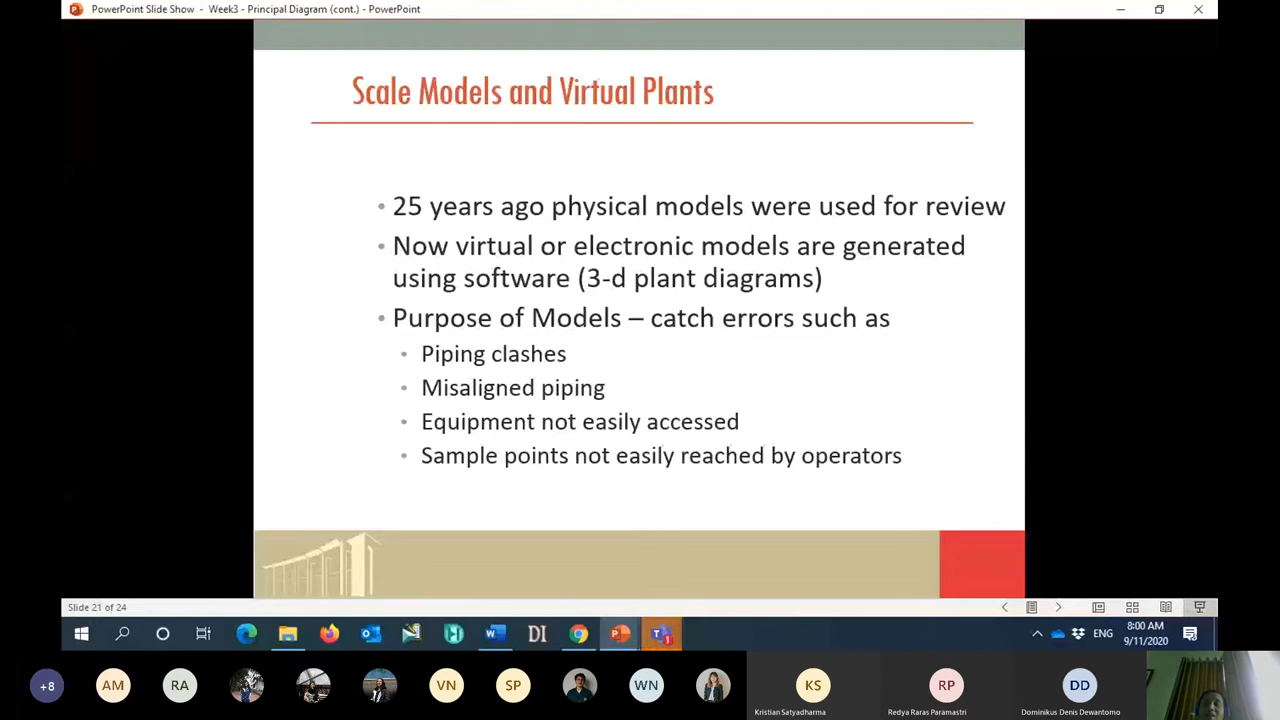 PowerPoint Slide Show - Week3 - Principal Diagram (cont.) - PowerPoint
Scale Models and Virtual Plants
• 25 years ago physical models were used for review
• Now virtual or electronic models are generated
using software (3-d plant diagrams)
• Purpose of Models – catch errors such as
• Piping clashes
• Misaligned piping
• Equipment not easily accessed
• Sample points not easily reached by operators
Slide 21 of 24
DI
1
ENG
8:00 AM
9/11/2020
+8
AM
RA
VN
SP
WN
KS
RP
DD
Kristian Satyadharma
Redya Raras Paramastri
Dominikus Denis Dewantomo